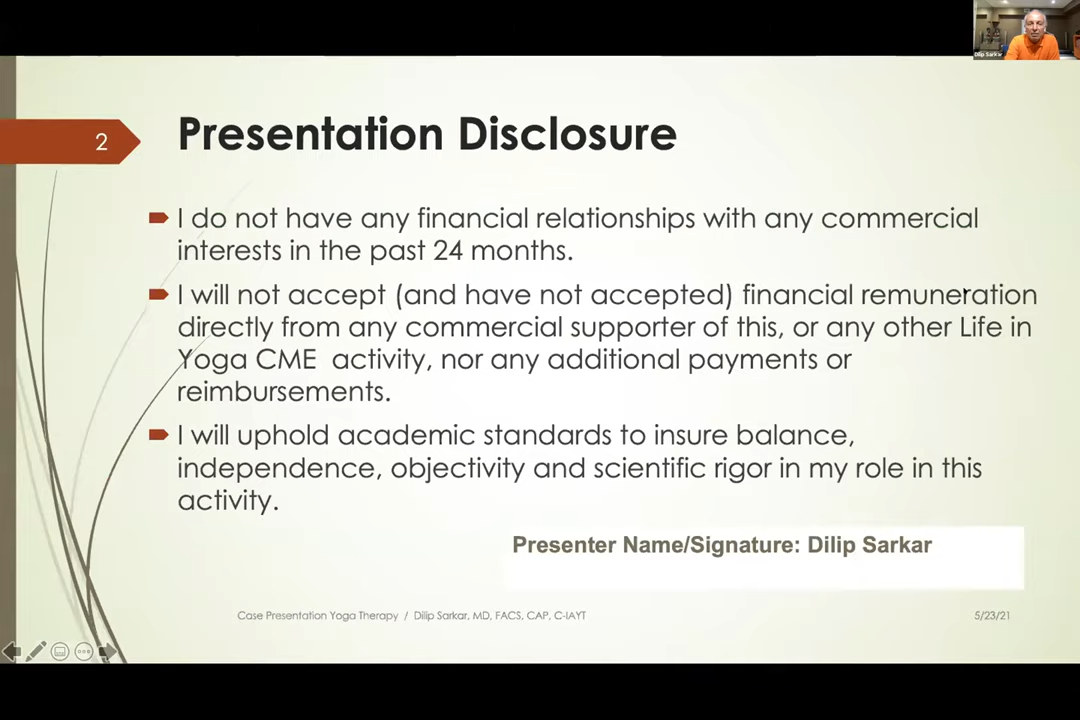 Dilip Sarkar
2
Presentation Disclosure
I do not have any financial relationships with any commercial
interests in the past 24 months.
I will not accept (and have not accepted) financial remuneration
directly from any commercial supporter of this, or any other Life in
Yoga CME activity, nor any additional payments or
reimbursements.
I will uphold academic standards to insure balance,
independence, objectivity and scientific rigor in my role in this
activity.
Presenter Name/Signature: Dilip Sarkar
Case Presentation Yoga Therapy / Dilip Sarkar, MD, FACS, CAP, C-IAYT
5/23/21